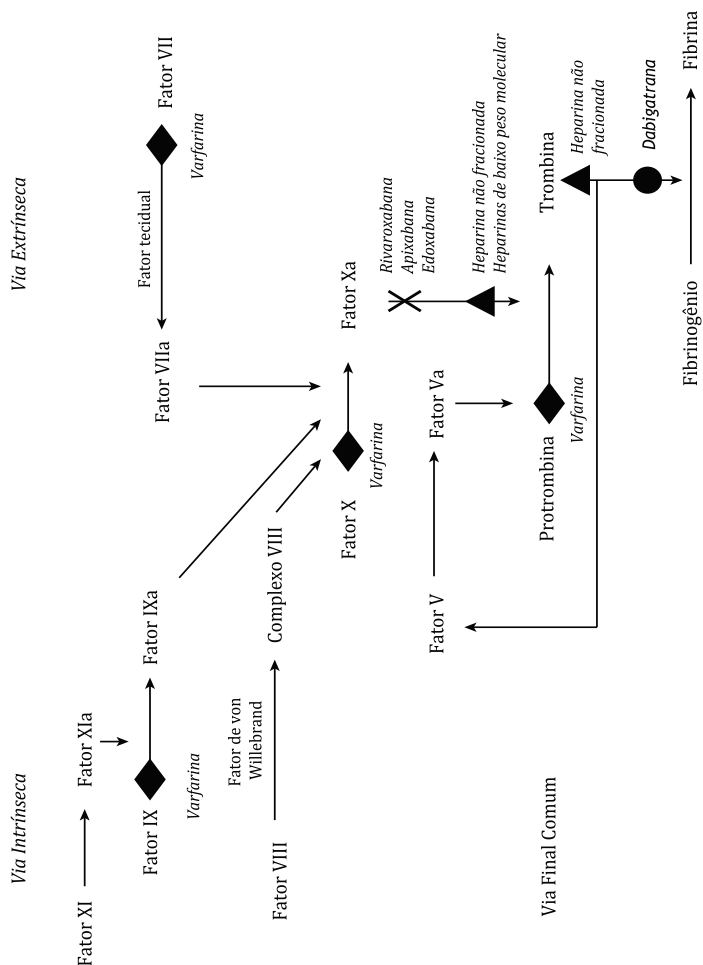 Via Intrínseca
Via Extrínseca
Fator XI
Fator XIa
Fator IX
Varfarina
Fator IXa
Fator VIIa
Fator tecidual
Fator VII
Varfarina
Fator VIII
Fator de von
Willebrand
Complexo VIII
Fator X
Varfarina
Fator Xa
Rivaroxabana
Apixabana
Edoxabana
Fator V
Fator Va
Heparina não fracionada
Heparinas de baixo peso molecular
Via Final Comum
Protrombina
Varfarina
Trombina
Heparina não
fracionada
Dabigatrana
Fibrinogênio
Fibrina